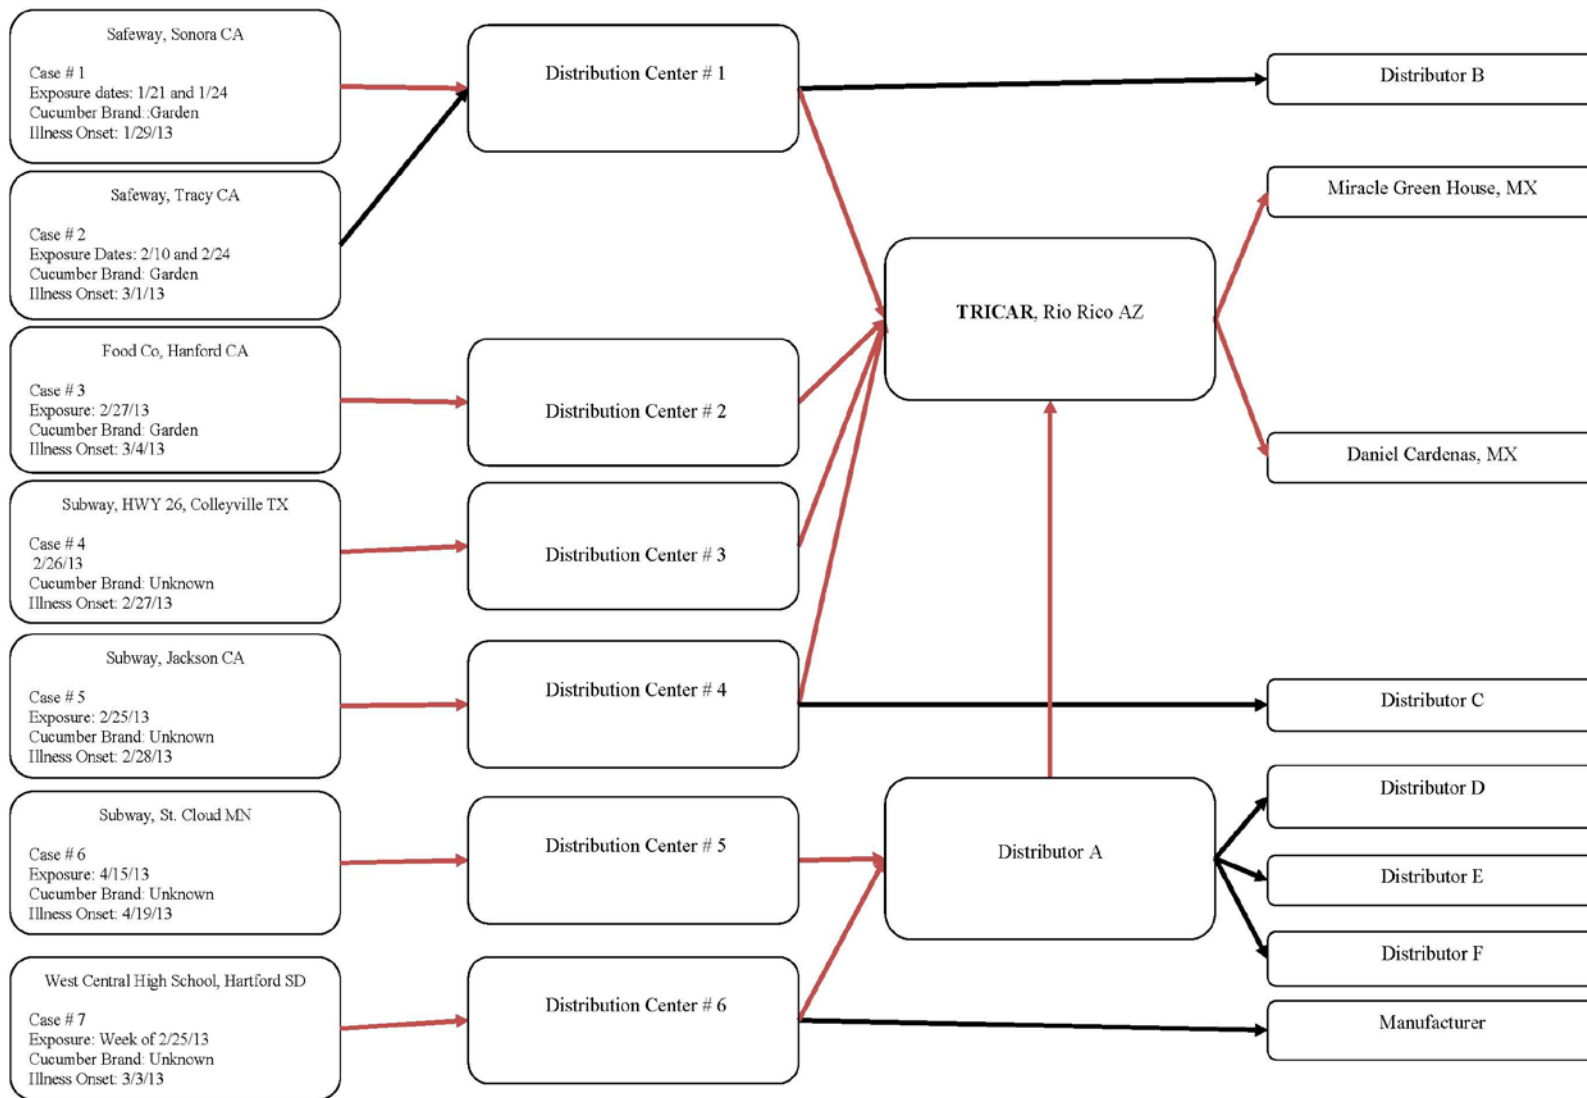 Safeway, Sonora CA
Case # 1
Exposure dates: 1/21 and 1/24
Cucumber Brand::Garden
Illness Onset: 1/29/13
Safeway, Tracy CA
Case # 2
Exposure Dates: 2/10 and 2/24
Cucumber Brand: Garden
Illness Onset: 3/1/13
Food Co, Hanford CA
Case # 3
Exposure: 2/27/13
Cucumber Brand: Garden
Illness Onset: 3/4/13
Subway, HWY 26, Colleyville TX
Case # 4
2/26/13
Cucumber Brand: Unknown
Illness Onset: 2/27/13
Subway, Jackson CA
Case # 5
Exposure: 2/25/13
Cucumber Brand: Unknown
Illness Onset: 2/28/13
Subway, St. Cloud MN
Case # 6
Exposure: 4/15/13
Cucumber Brand: Unknown
Illness Onset: 4/19/13
West Central High School, Hartford SD
Case # 7
Exposure: Week of 2/25/13
Cucumber Brand: Unknown
Illness Onset: 3/3/13
Distribution Center # 1
Distribution Center # 2
Distribution Center # 3
Distribution Center # 4
Distribution Center # 5
Distribution Center # 6
TRICAR, Rio Rico AZ
Distributor A
Distributor B
Miracle Green House, MX
Daniel Cardenas, MX
Distributor C
Distributor D
Distributor E
Distributor F
Manufacturer